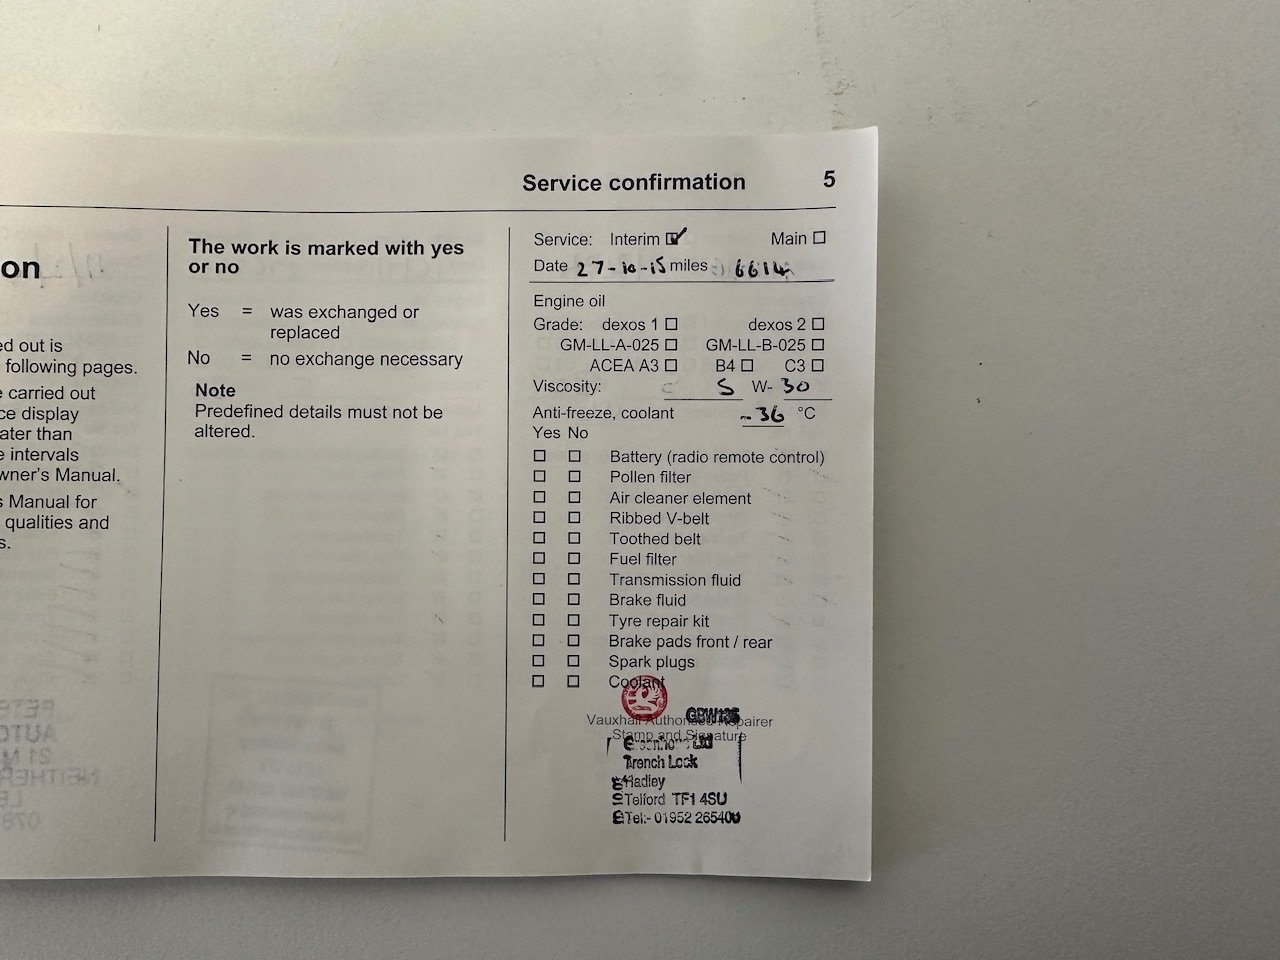 Service confirmation 5
on
ed out is
following pages.
e carried out
ce display
ater than
e intervals
wner's Manual.
s Manual for
qualities and
s.
The work is marked with yes
or no
Yes = was exchanged or
replaced
No = no exchange necessary
Note
Predefined details must not be
altered.
Service: Interim ☑ Main ☐
Date 27-10-15 miles 6614
Engine oil
Grade: dexos 1 ☐ dexos 2 ☐
GM-LL-A-025 ☐ GM-LL-B-025 ☐
ACEA A3 ☐ B4 ☐ C3 ☐
Viscosity: 5 W- 30
Anti-freeze, coolant -36 °C
Yes No
☐ ☐ Battery (radio remote control)
☐ ☐ Pollen filter
☐ ☐ Air cleaner element
☐ ☐ Ribbed V-belt
☐ ☐ Toothed belt
☐ ☐ Fuel filter
☐ ☐ Transmission fluid
☐ ☐ Brake fluid
☐ ☐ Tyre repair kit
☐ ☐ Brake pads front / rear
☐ ☐ Spark plugs
☐ ☐ Coolant
GBW135
Vauxhall Authorised Repairer
Stamp and Signature
Ltd
Trench Lock
Hadley
Telford TF1 4SU
Tel:- 01952 265400